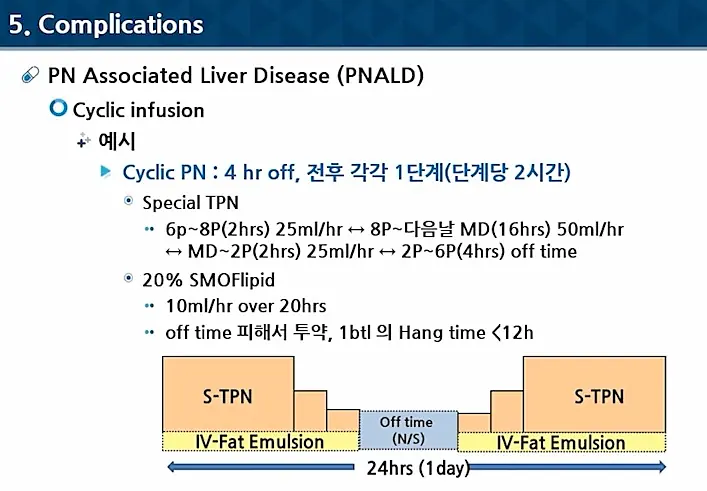 5. Complications
PN Associated Liver Disease (PNALD)
Cyclic infusion
예시
Cyclic PN : 4 hr off, 전후 각각 1단계(단계당 2시간)
Special TPN
6p~8P(2hrs) 25ml/hr ↔ 8P~다음날 MD(16hrs) 50ml/hr
↔ MD~2P(2hrs) 25ml/hr ↔ 2P~6P(4hrs) off time
20% SMOFlipid
10ml/hr over 20hrs
off time 피해서 투약, 1btl 의 Hang time <12h
S-TPN
Off time
(N/S)
S-TPN
IV-Fat Emulsion
IV-Fat Emulsion
24hrs (1day)